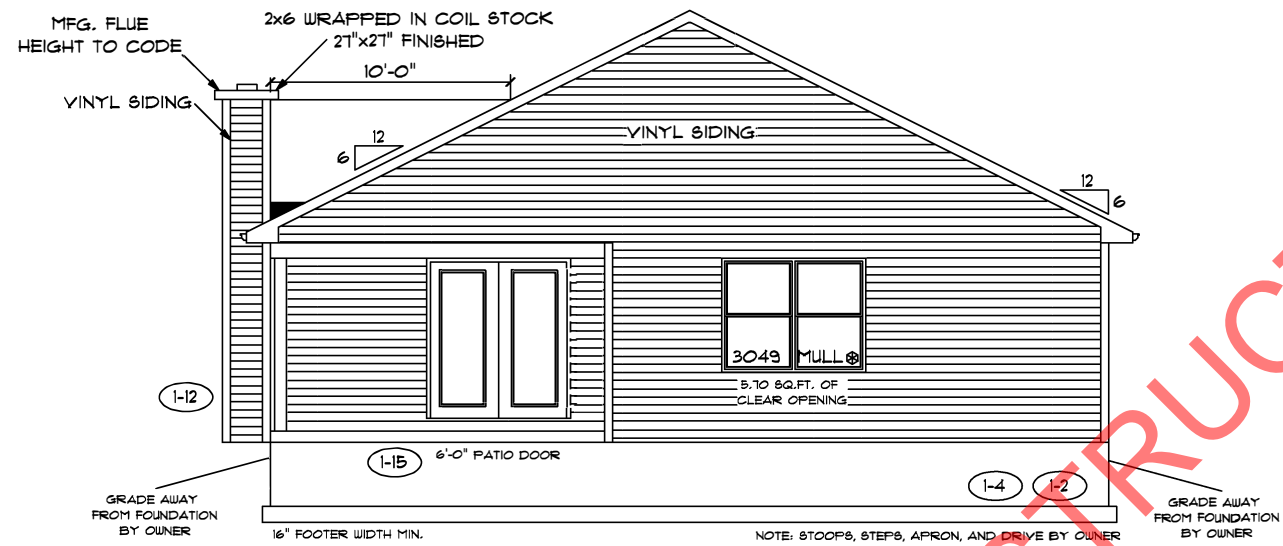 MFG. FLUE
HEIGHT TO CODE
2x6 WRAPPED IN COIL STOCK
27"x27" FINISHED
10'-0"
VINYL SIDING
VINYL SIDING
12
6
12
6
3049 MULL
5.70 SQ.FT. OF
CLEAR OPENING
1-12
1-15
6'-0" PATIO DOOR
1-4
1-2
GRADE AWAY
FROM FOUNDATION
BY OWNER
GRADE AWAY
FROM FOUNDATION
BY OWNER
16" FOOTER WIDTH MIN.
NOTE: STOOPS, STEPS, APRON, AND DRIVE BY OWNER
STRUCT